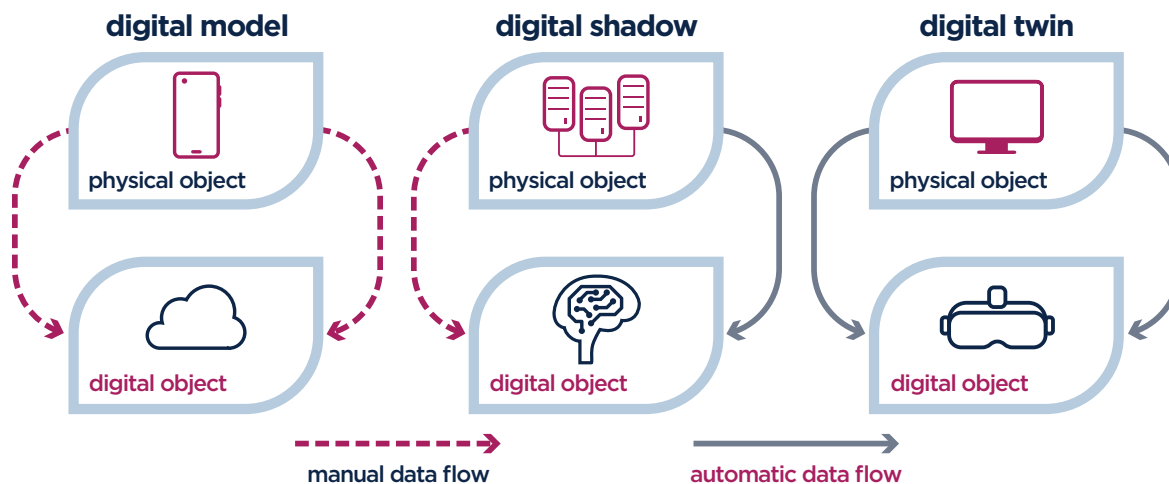 digital model
digital shadow
digital twin
physical object
physical object
physical object
digital object
digital object
digital object
manual data flow
automatic data flow